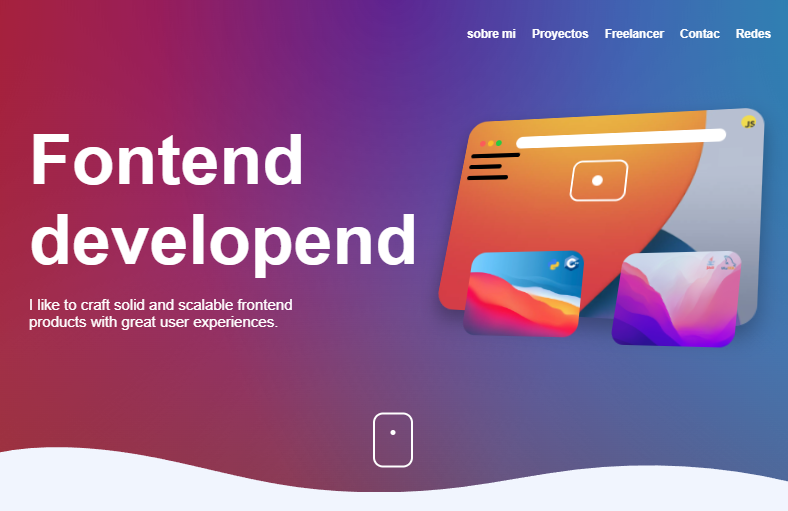 sobre mi Proyectos Freelancer Contac Redes
JS
Fontend
developend
I like to craft solid and scalable frontend
products with great user experiences.